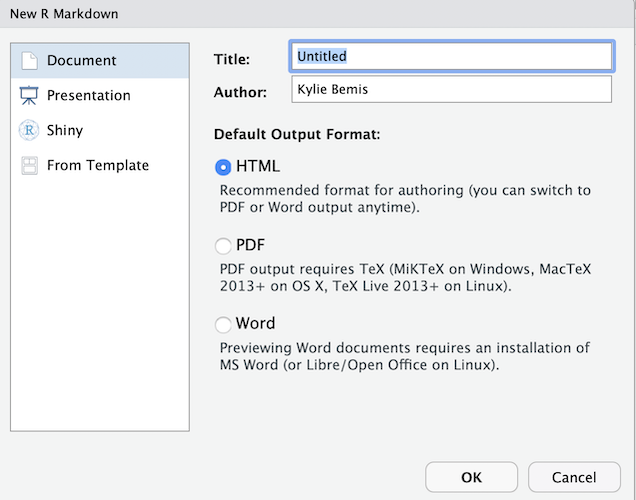 New R Markdown
Document
Presentation
Shiny
From Template
Title:
Untitled
Author:
Kylie Bemis
Default Output Format:
HTML
Recommended format for authoring (you can switch to
PDF or Word output anytime).
PDF
PDF output requires TeX (MiKTeX on Windows, MacTeX
2013+ on OS X, TeX Live 2013+ on Linux).
Word
Previewing Word documents requires an installation of
MS Word (or Libre/Open Office on Linux).
OK
Cancel